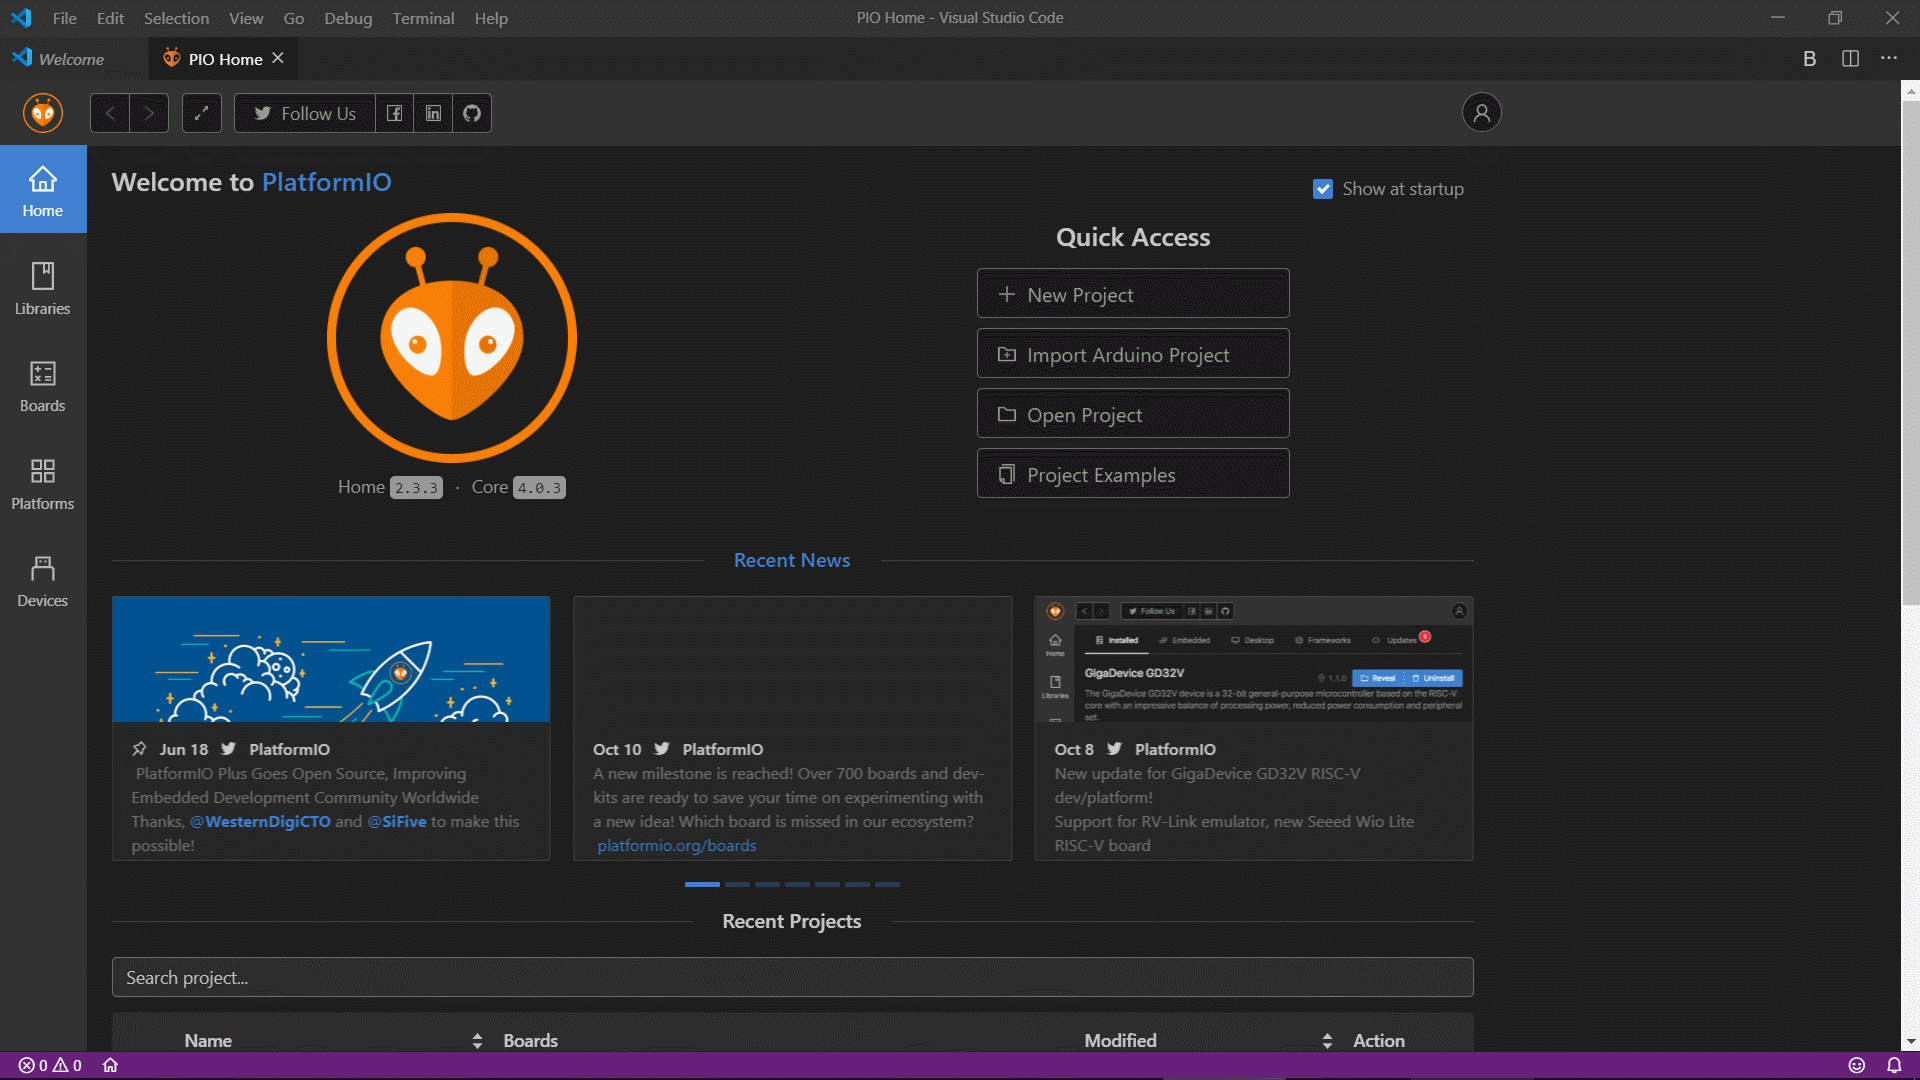 File Edit Selection View Go Debug Terminal Help
PIO Home - Visual Studio Code
Welcome
PIO Home
B
Follow Us
Home
Libraries
Boards
Platforms
Devices
Welcome to PlatformIO
Show at startup
Home 2.3.3 · Core 4.0.3
Quick Access
New Project
Import Arduino Project
Open Project
Project Examples
Recent News
Jun 18 PlatformIO
PlatformIO Plus Goes Open Source, Improving
Embedded Development Community Worldwide
Thanks, @WesternDigiCTO and @SiFive to make this
possible!
Oct 10 PlatformIO
A new milestone is reached! Over 700 boards and dev-
kits are ready to save your time on experimenting with
a new idea! Which board is missed in our ecosystem?
platformio.org/boards
Follow Us
Home
Libraries
Installed Embedded Desktop Frameworks Updates 3
GigaDevice GD32V
1.1.0 Reveal Uninstall
The GigaDevice GD32V device is a 32-bit general-purpose microcontroller based on the RISC-V
core with an impressive balance of processing power, reduced power consumption and peripheral
set.
Oct 8 PlatformIO
New update for GigaDevice GD32V RISC-V
dev/platform!
Support for RV-Link emulator, new Seeed Wio Lite
RISC-V board
Recent Projects
Search project...
Name Boards Modified Action
0 0